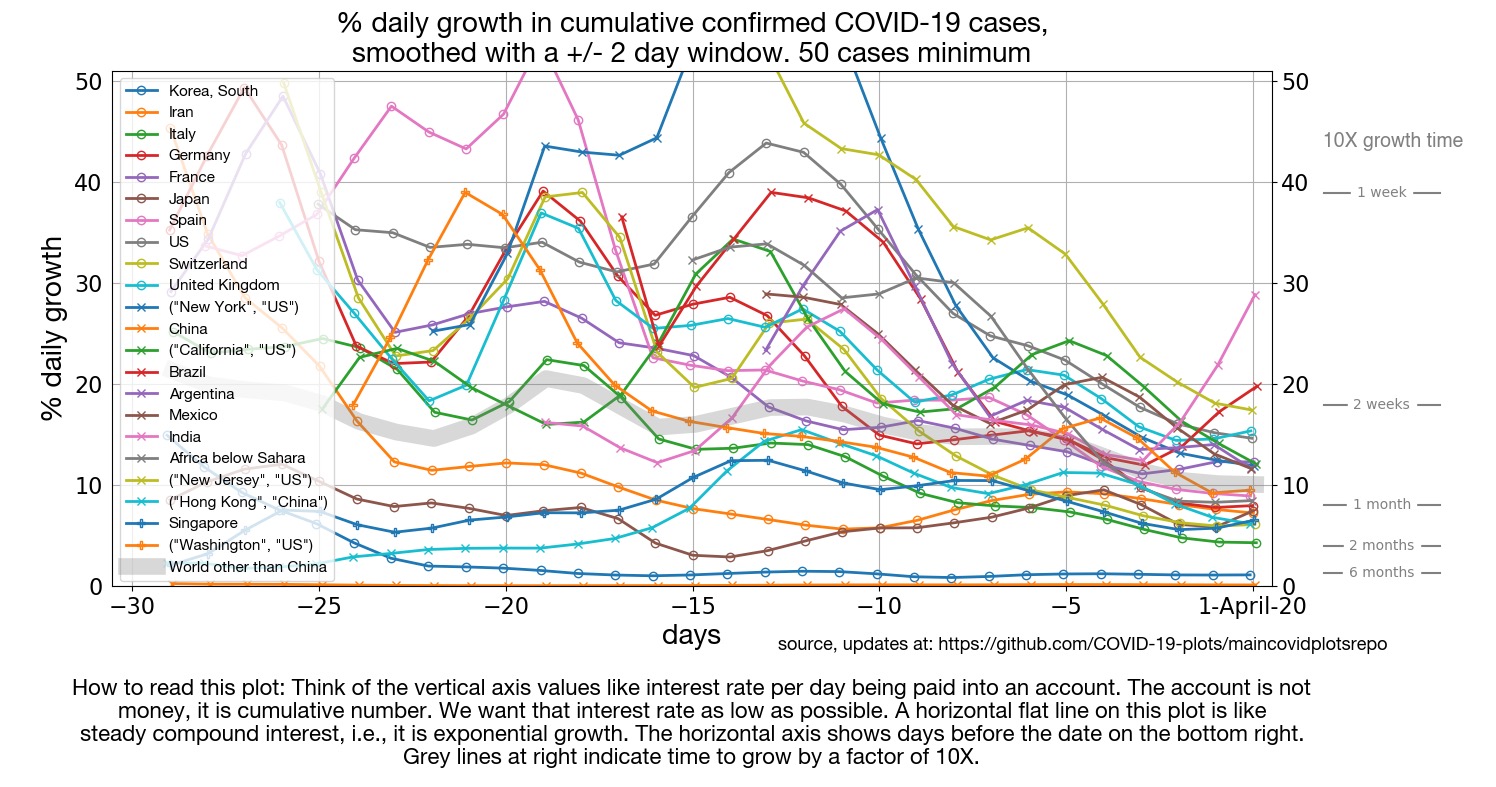 % daily growth in cumulative confirmed COVID-19 cases,
smoothed with a +/- 2 day window. 50 cases minimum
50
40
30
20
10
0
% daily growth
Korea, South
Iran
Italy
Germany
France
Japan
Spain
US
Switzerland
United Kingdom
("New York", "US")
China
("California", "US")
Brazil
Argentina
Mexico
India
Africa below Sahara
("New Jersey", "US")
("Hong Kong", "China")
Singapore
("Washington", "US")
World other than China
50
40
30
20
10
0
10X growth time
1 week
2 weeks
1 month
2 months
6 months
−30 −25 −20 −15 −10 −5 1-April-20
days
source, updates at: https://github.com/COVID-19-plots/maincovidplotsrepo
How to read this plot: Think of the vertical axis values like interest rate per day being paid into an account. The account is not
money, it is cumulative number. We want that interest rate as low as possible. A horizontal flat line on this plot is like
steady compound interest, i.e., it is exponential growth. The horizontal axis shows days before the date on the bottom right.
Grey lines at right indicate time to grow by a factor of 10X.